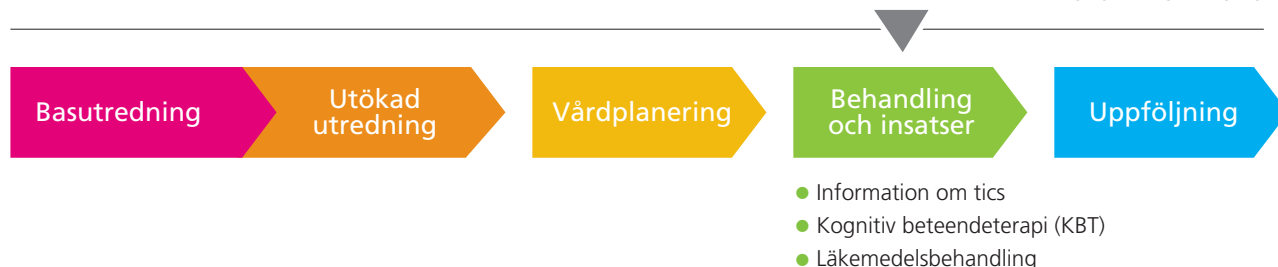 Basutredning
Utökad
utredning
Vårdplanering
Behandling
och insatser
Uppföljning
Information om tics
Kognitiv beteendeterapi (KBT)
Läkemedelsbehandling